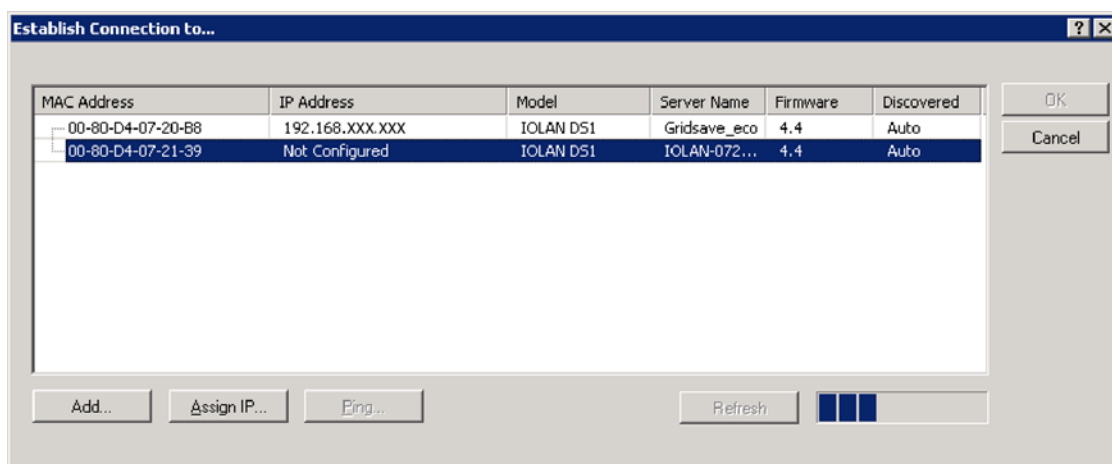 Establish Connection to...
MAC Address IP Address Model Server Name Firmware Discovered
00-80-D4-07-20-B8 192.168.XXX.XXX IOLAN DS1 Gridsave_eco 4.4 Auto
00-80-D4-07-21-39 Not Configured IOLAN DS1 IOLAN-072... 4.4 Auto
OK
Cancel
Add... Assign IP... Ping... Refresh